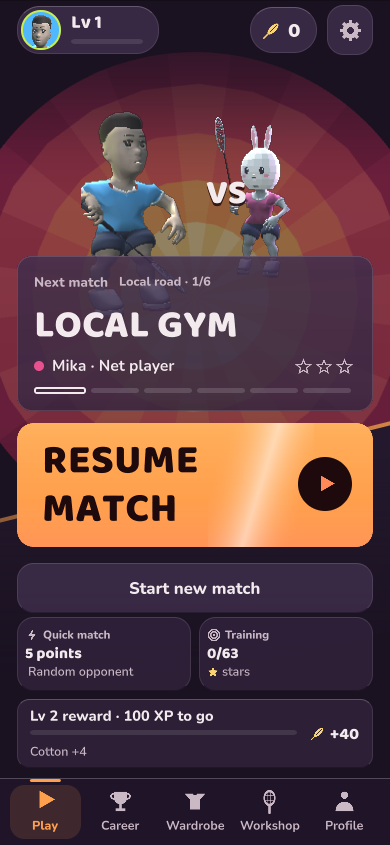 Lv 1
0
VS
Next match Local road · 1/6
LOCAL GYM
Mika · Net player
RESUME
MATCH
Start new match
Quick match
5 points
Random opponent
Training
0/63
stars
Lv 2 reward · 100 XP to go
+40
Cotton +4
Play Career Wardrobe Workshop Profile